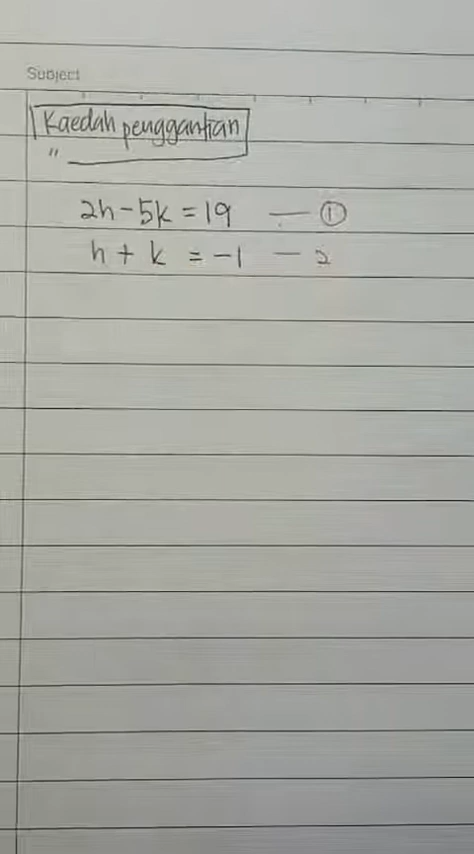 Subject
Kaedah penggantian
"
2h - 5k = 19 — ①
h + k = -1 — 2